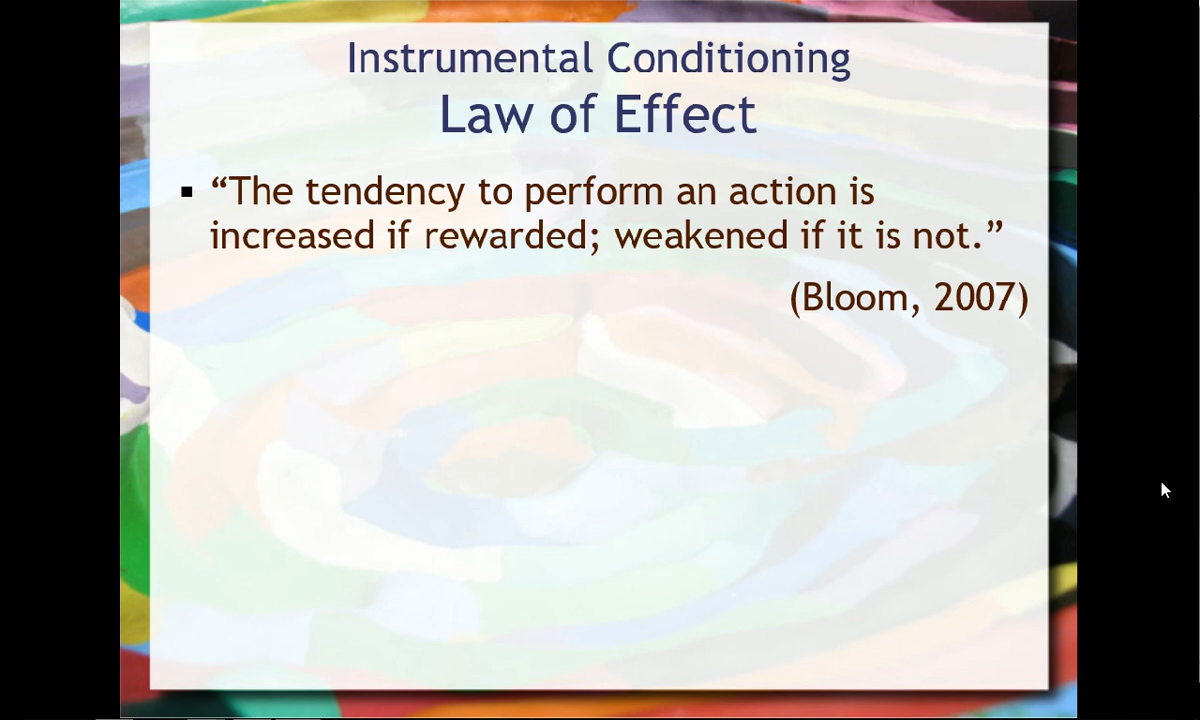 Instrumental Conditioning
Law of Effect
▪ “The tendency to perform an action is
increased if rewarded; weakened if it is not.”
(Bloom, 2007)